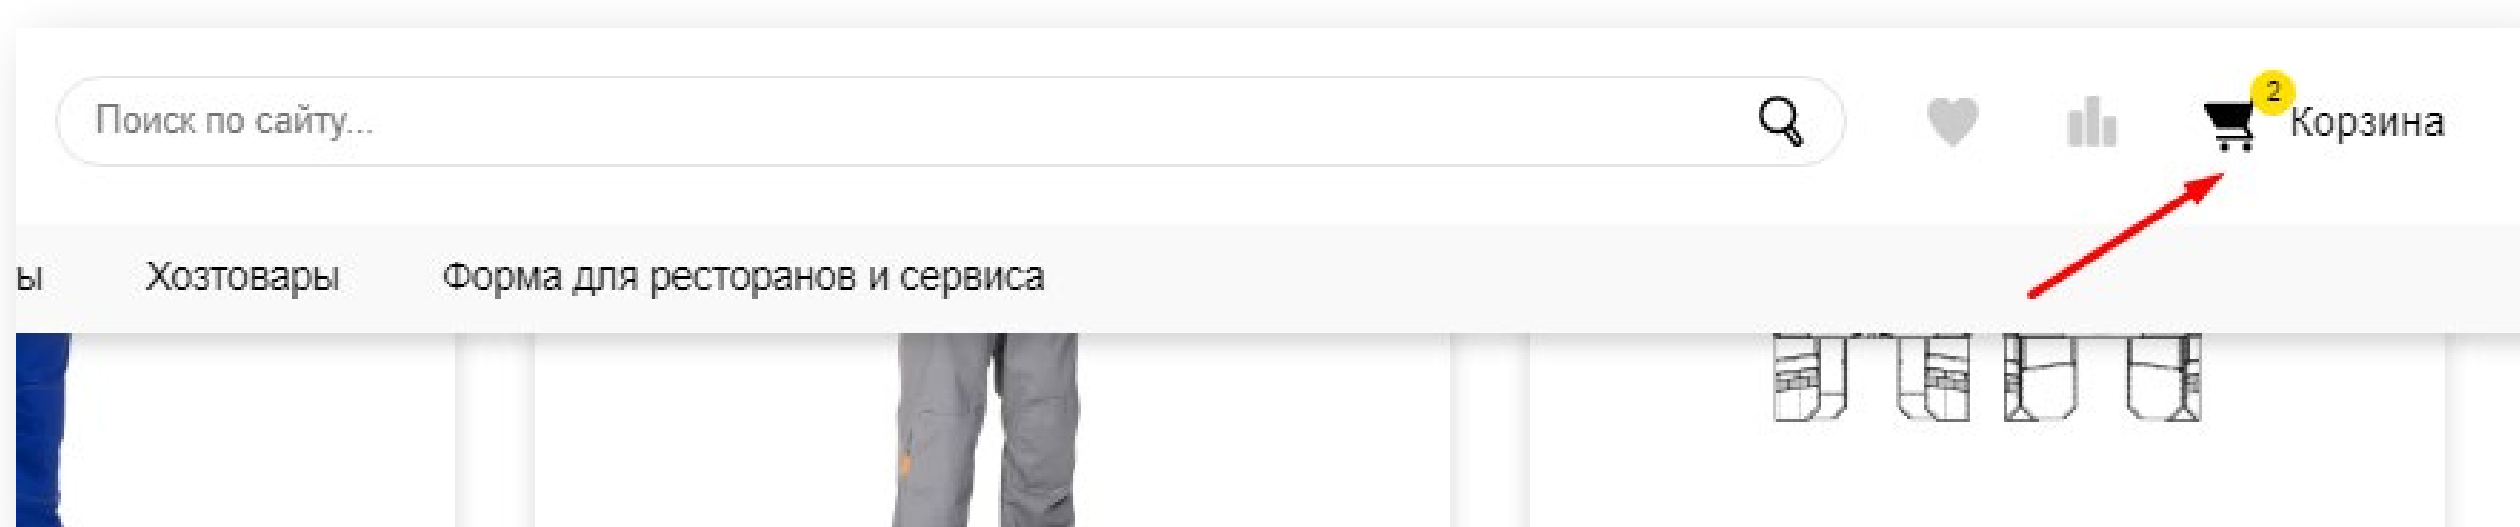 Поиск по сайту...
2
Корзина
ы
Хозтовары
Форма для ресторанов и сервиса